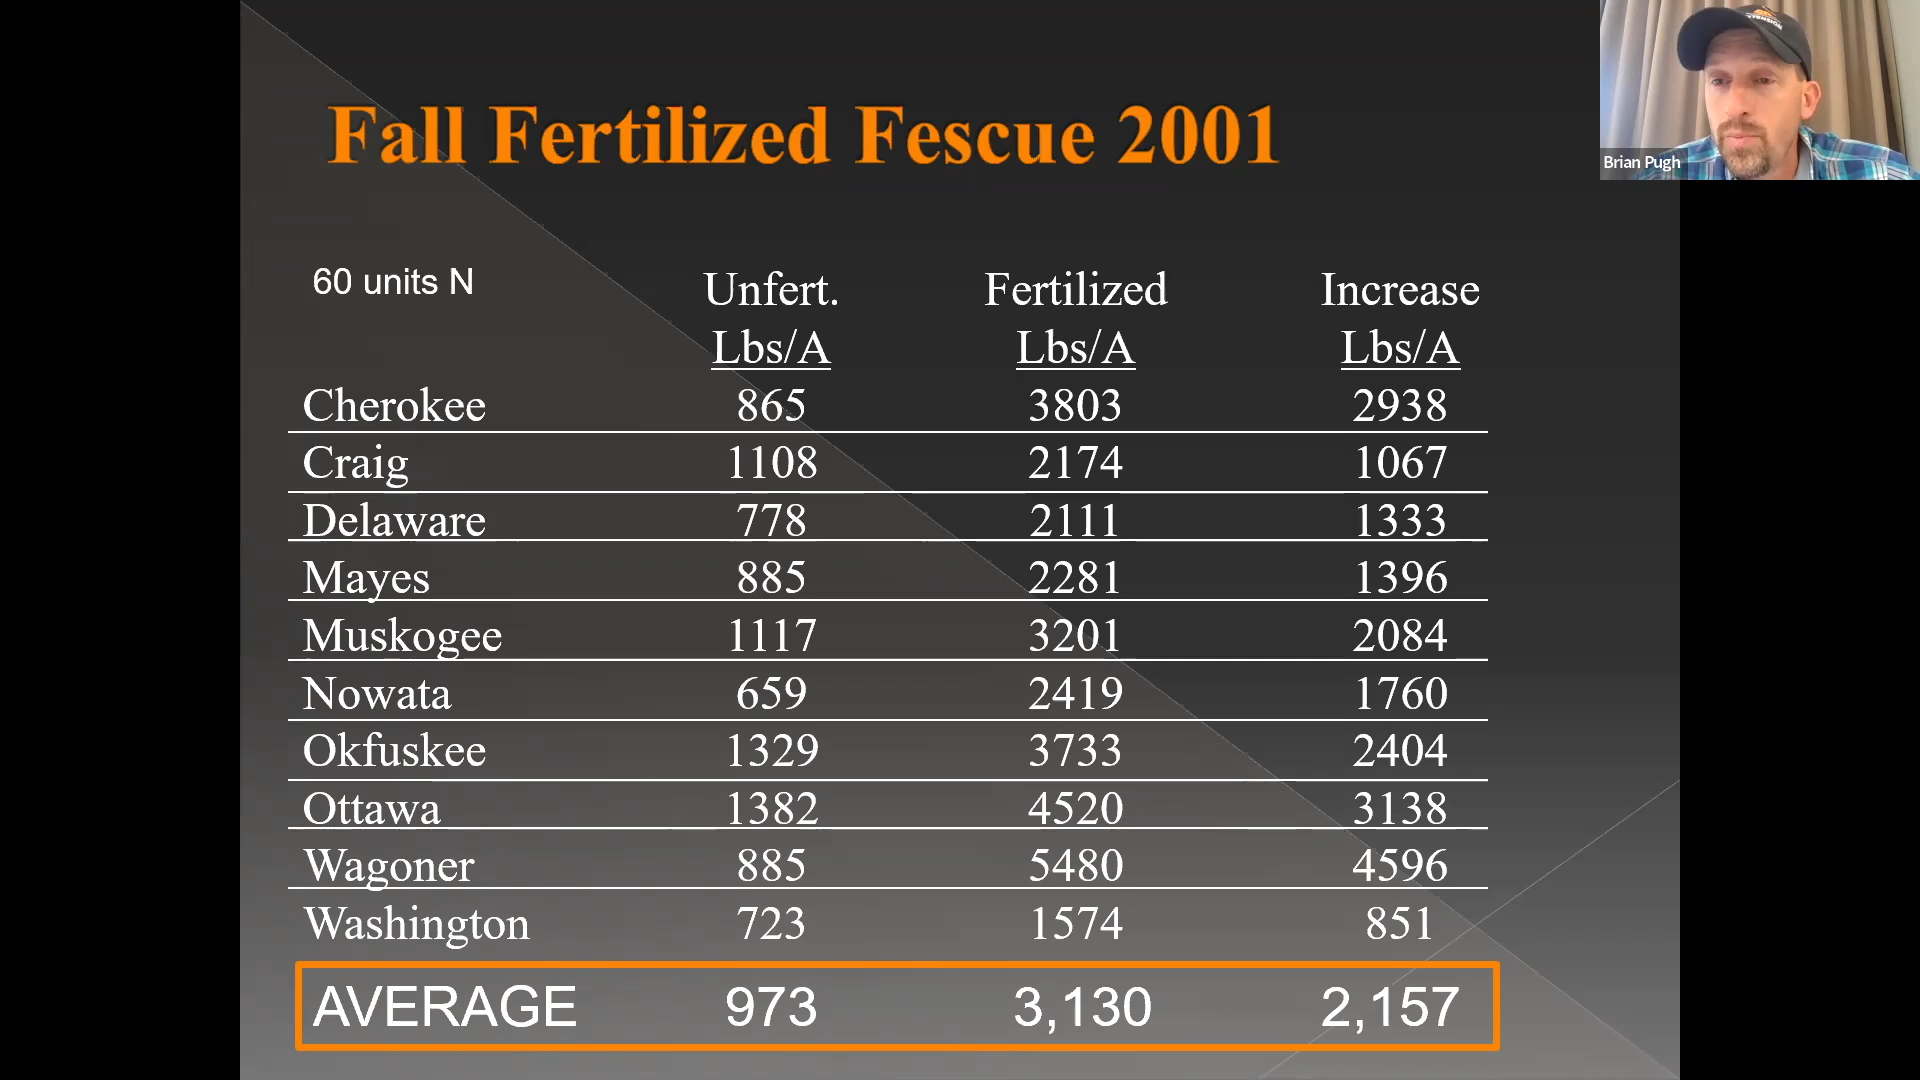 Fall Fertilized Fescue 2001
Brian Pugh
60 units N Unfert. Fertilized Increase
Lbs/A Lbs/A Lbs/A
Cherokee 865 3803 2938
Craig 1108 2174 1067
Delaware 778 2111 1333
Mayes 885 2281 1396
Muskogee 1117 3201 2084
Nowata 659 2419 1760
Okfuskee 1329 3733 2404
Ottawa 1382 4520 3138
Wagoner 885 5480 4596
Washington 723 1574 851
AVERAGE 973 3,130 2,157